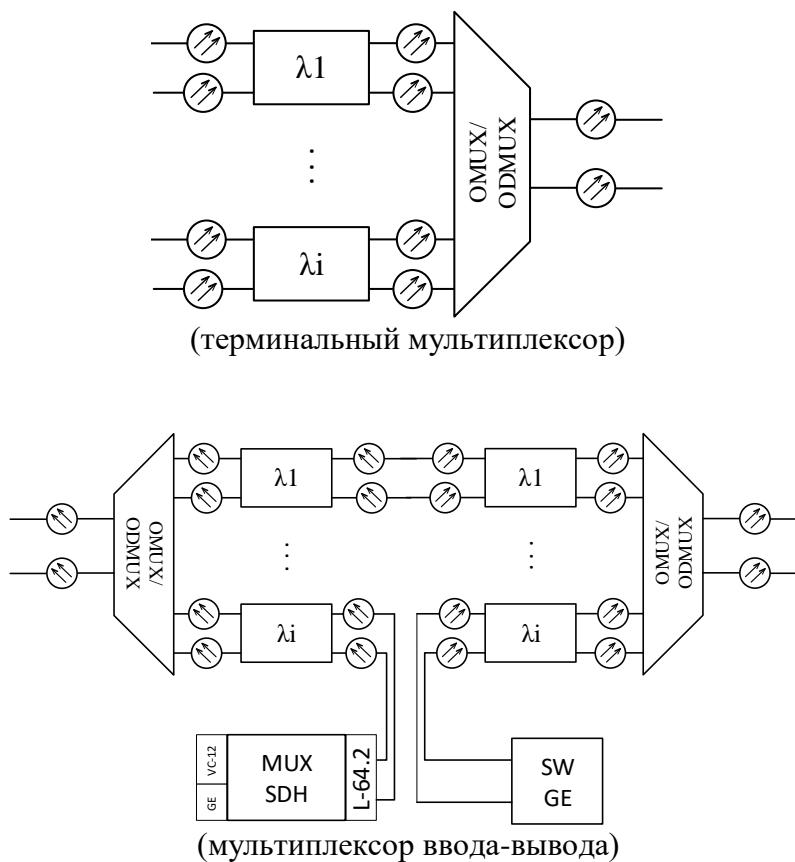 λ1
OMUX/
ODMUX
λi
(терминальный мультиплексор)
OMUX/
ODMUX
λ1
λ1
OMUX/
ODMUX
λi
λi
VC-12
GE
MUX
SDH
L-64.2
SW
GE
(мультиплексор ввода-вывода)